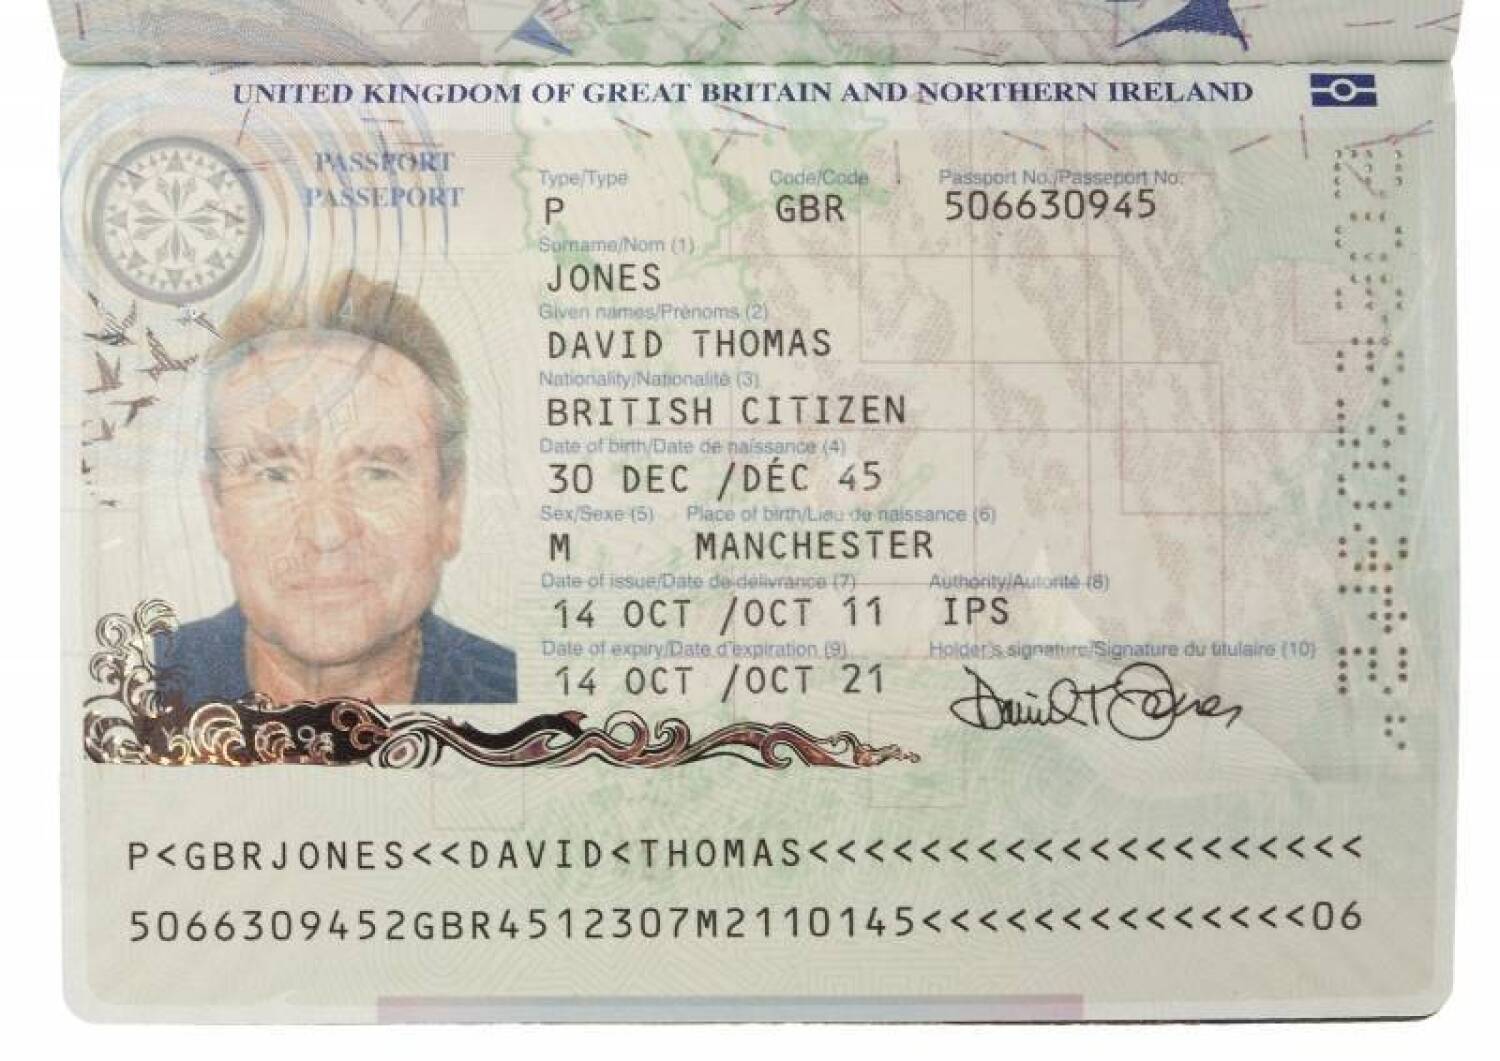 UNITED KINGDOM OF GREAT BRITAIN AND NORTHERN IRELAND
PASSPORT
PASSEPORT
Type/Type Code/Code Passport No./Passeport No.
P GBR 506630945
Surname/Nom (1)
JONES
Given names/Prénoms (2)
DAVID THOMAS
Nationality/Nationalité (3)
BRITISH CITIZEN
Date of birth/Date de naissance (4)
30 DEC /DÉC 45
Sex/Sexe (5) Place of birth/Lieu de naissance (6)
M MANCHESTER
Date of issue/Date de délivrance (7) Authority/Autorité (8)
14 OCT /OCT 11 IPS
Date of expiry/Date d'expiration (9) Holder's signature/Signature du titulaire (10)
14 OCT /OCT 21 David T Jones
P<GBRJONES<<DAVID<THOMAS<<<<<<<<<<<<<<<<<<<<
5066309452GBR4512307M2110145<<<<<<<<<<<<<<06